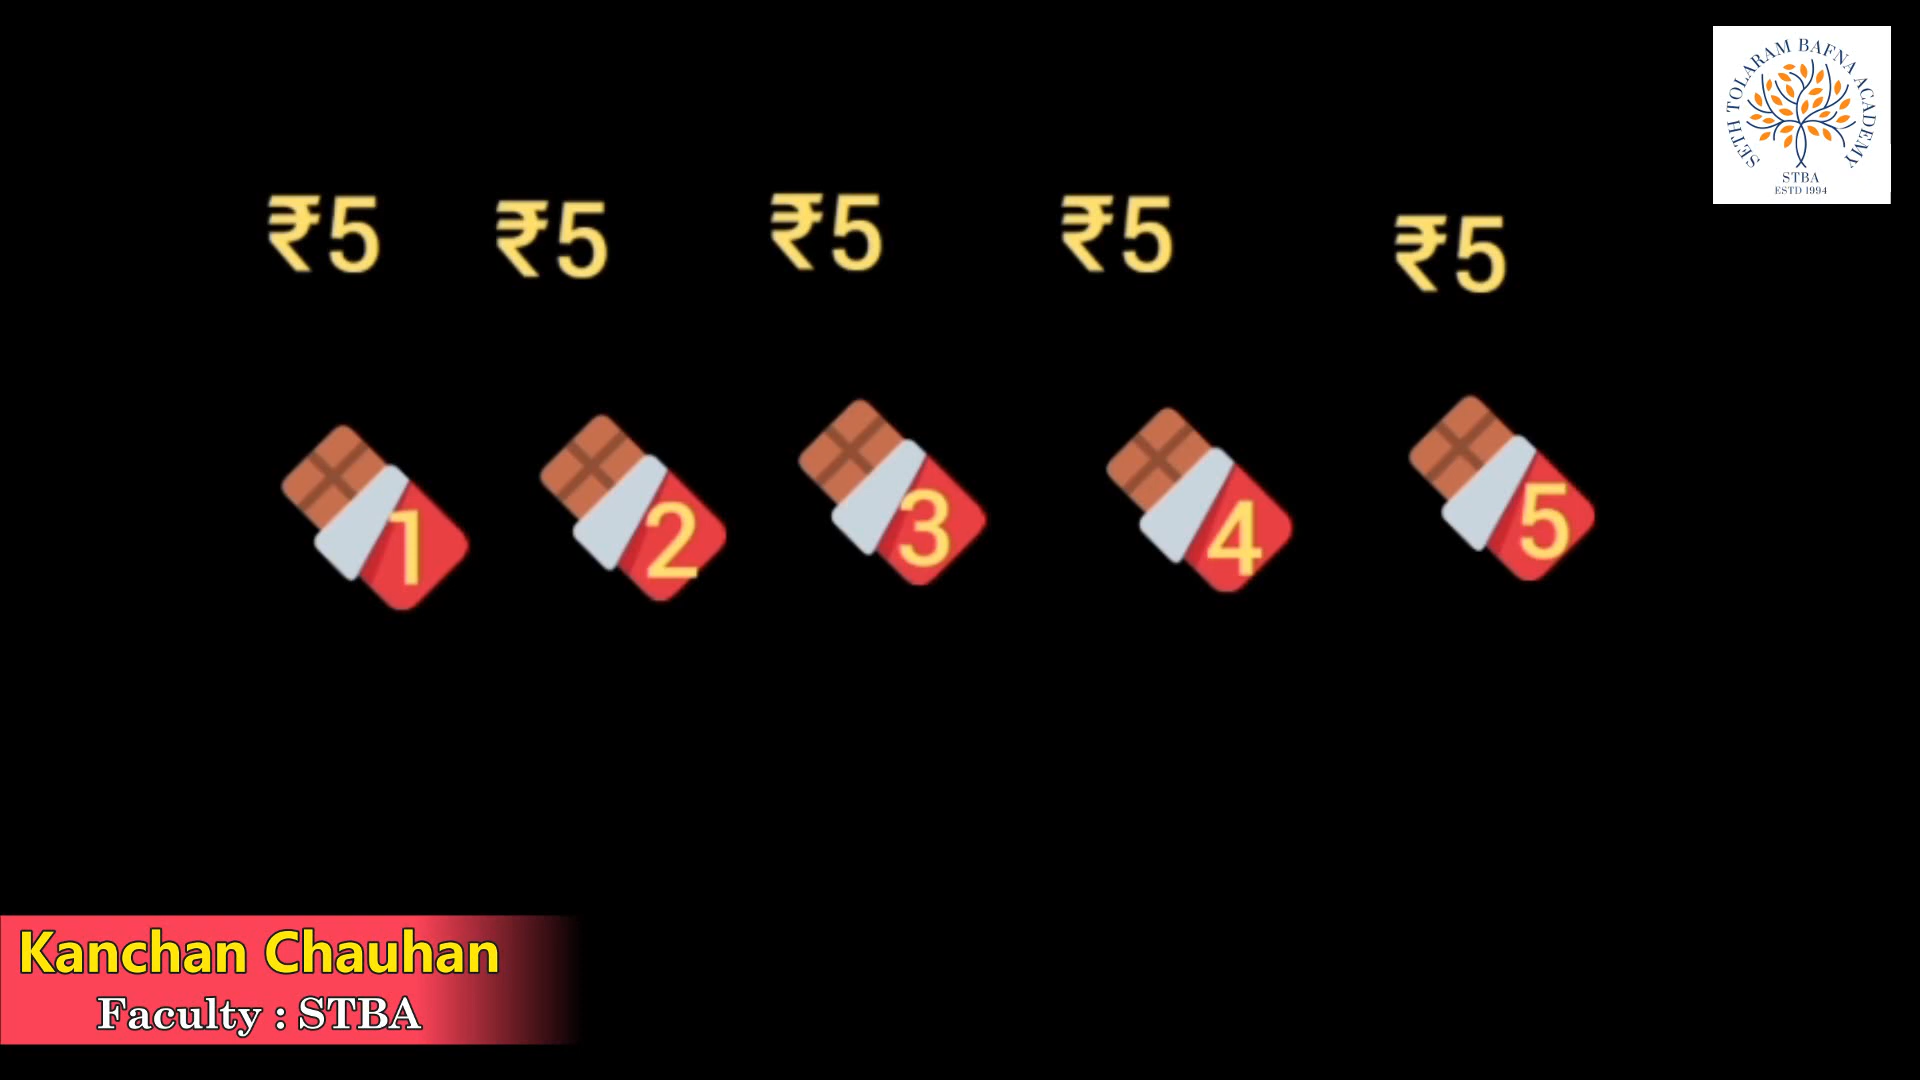 SETH TOLARAM BAFNA ACADEMY
STBA
ESTD 1994
₹5 ₹5 ₹5 ₹5 ₹5
1 2 3 4 5
Kanchan Chauhan
Faculty : STBA